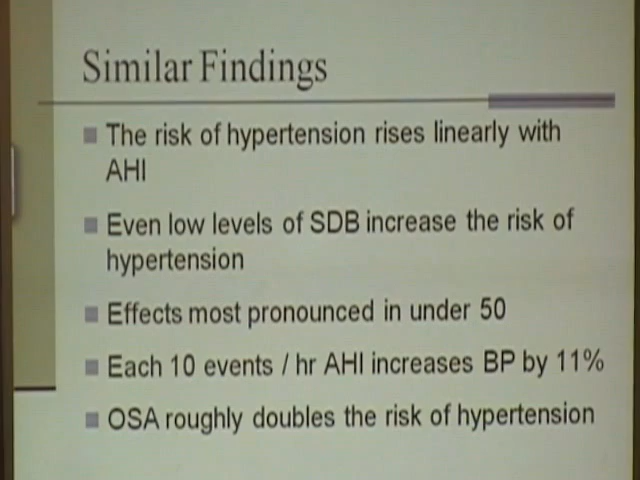 Similar Findings
The risk of hypertension rises linearly with
AHI
Even low levels of SDB increase the risk of
hypertension
Effects most pronounced in under 50
Each 10 events / hr AHI increases BP by 11%
OSA roughly doubles the risk of hypertension